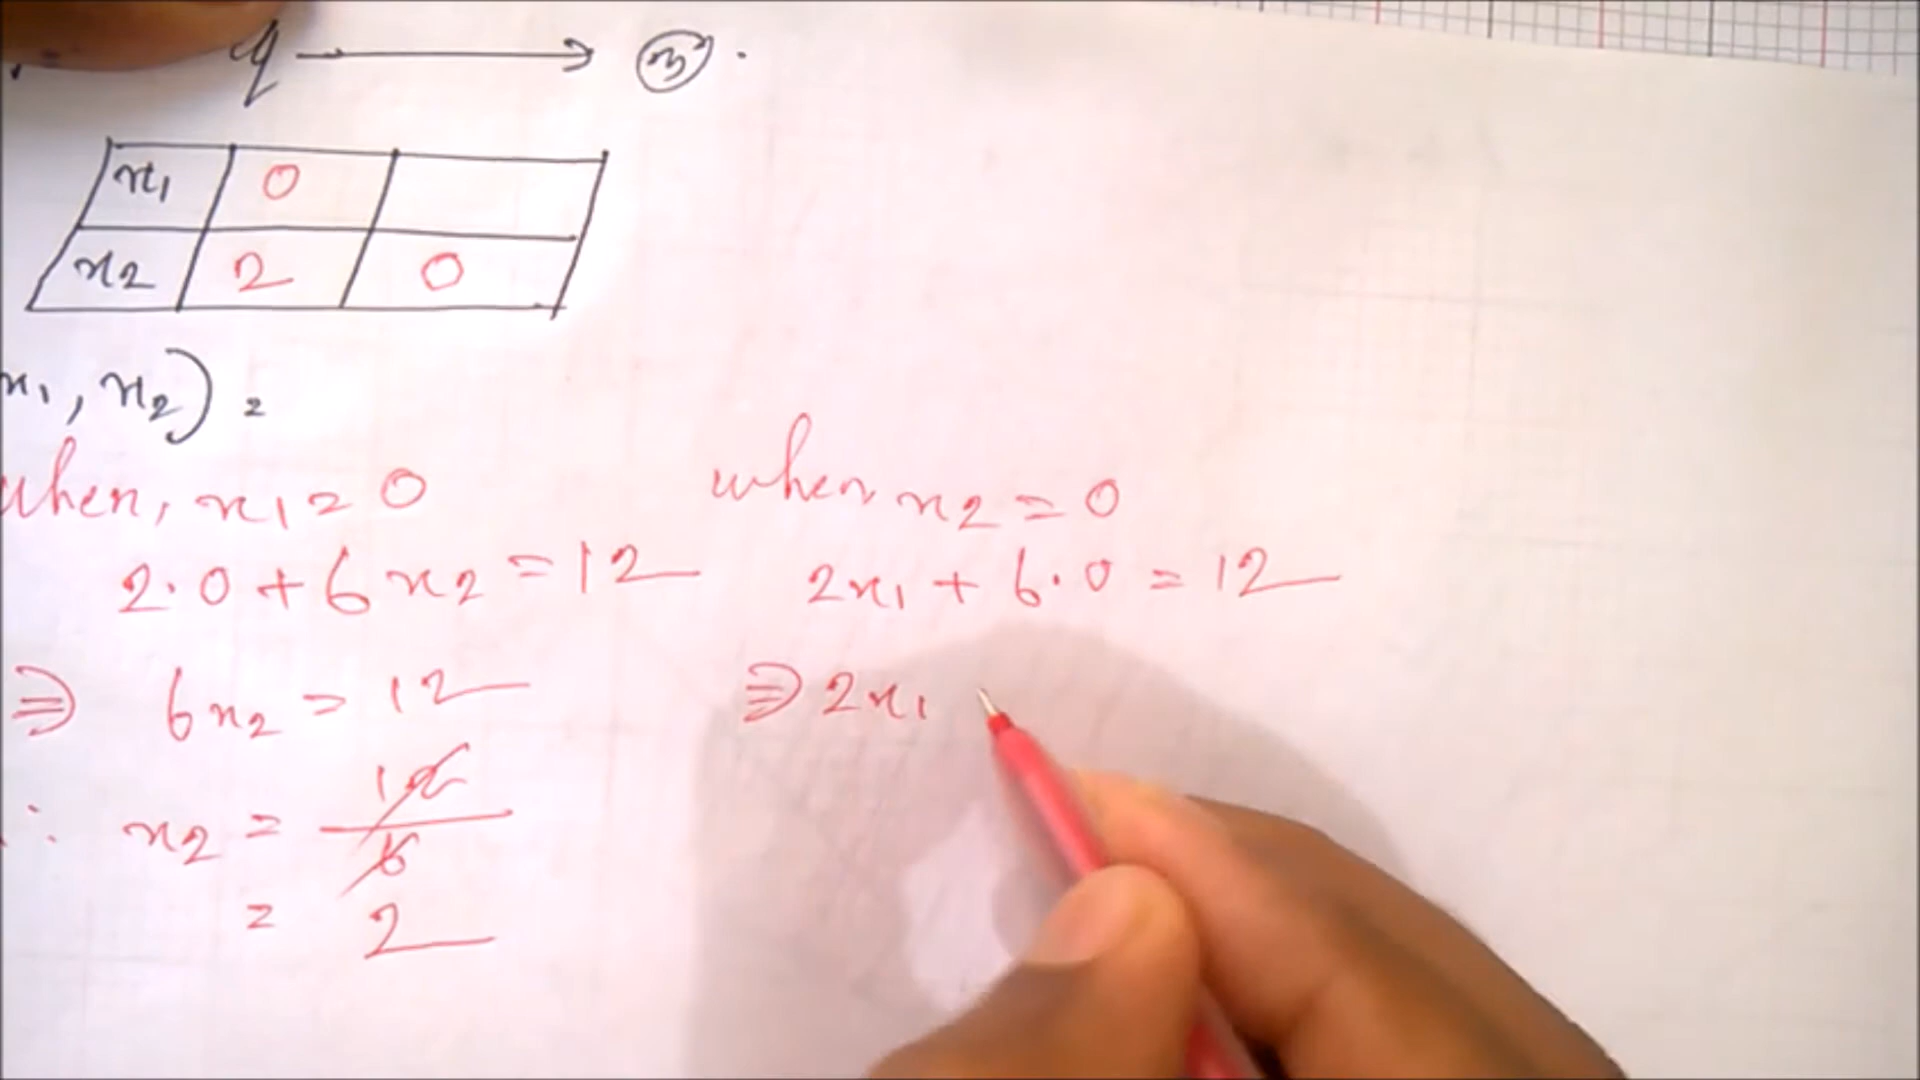 q → ③.
x1 0
x2 2 0
x1, x2) =
when, x1 = 0
2·0 + 6x2 = 12
⇒ 6x2 = 12
∴ x2 = 12/6
= 2
when x2 = 0
2x1 + 6·0 = 12
⇒ 2x1